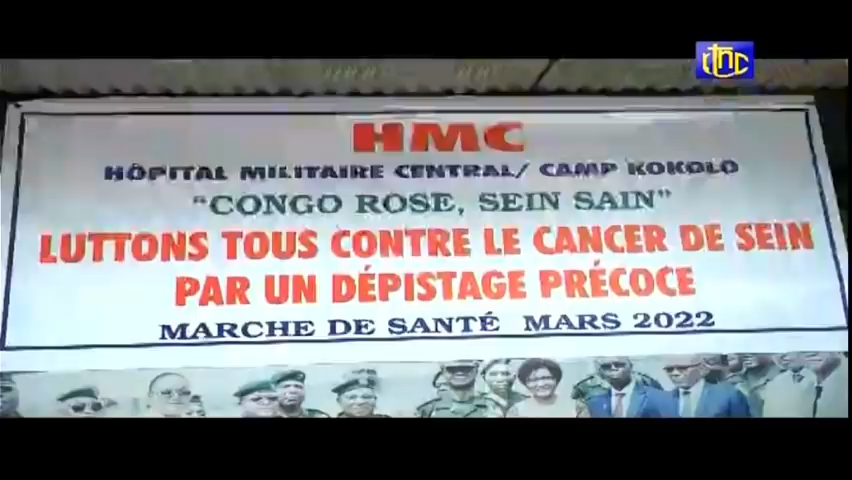 rtnc
HMC
HÔPITAL MILITAIRE CENTRAL/ CAMP KOKOLO
"CONGO ROSE, SEIN SAIN"
LUTTONS TOUS CONTRE LE CANCER DE SEIN
PAR UN DÉPISTAGE PRÉCOCE
MARCHE DE SANTÉ MARS 2022